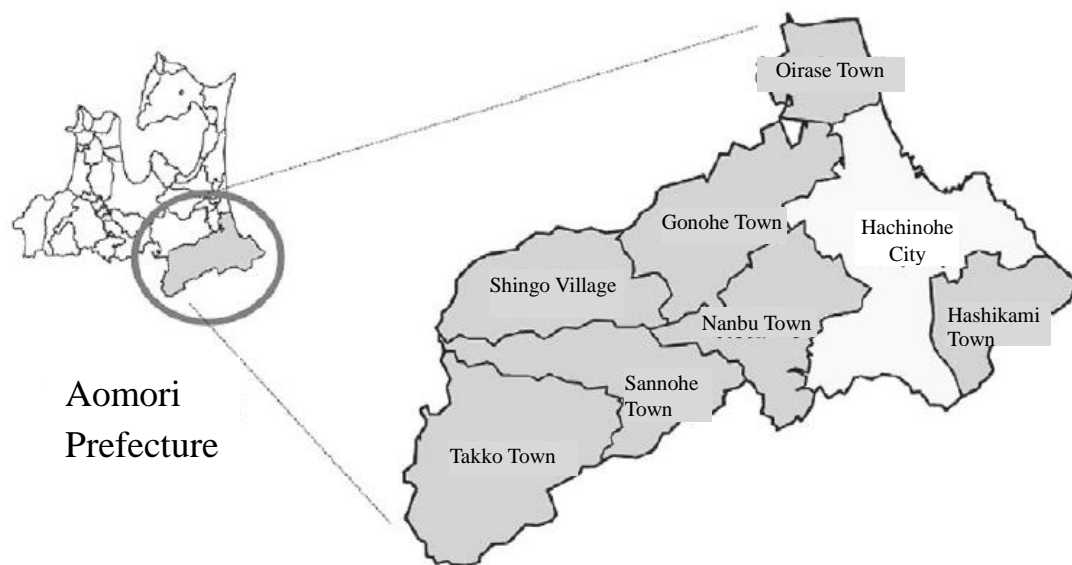 Oirase Town
Gonohe Town
Hachinohe
City
Shingo Village
Nanbu Town
Hashikami
Town
Sannohe
Town
Takko Town
Aomori
Prefecture